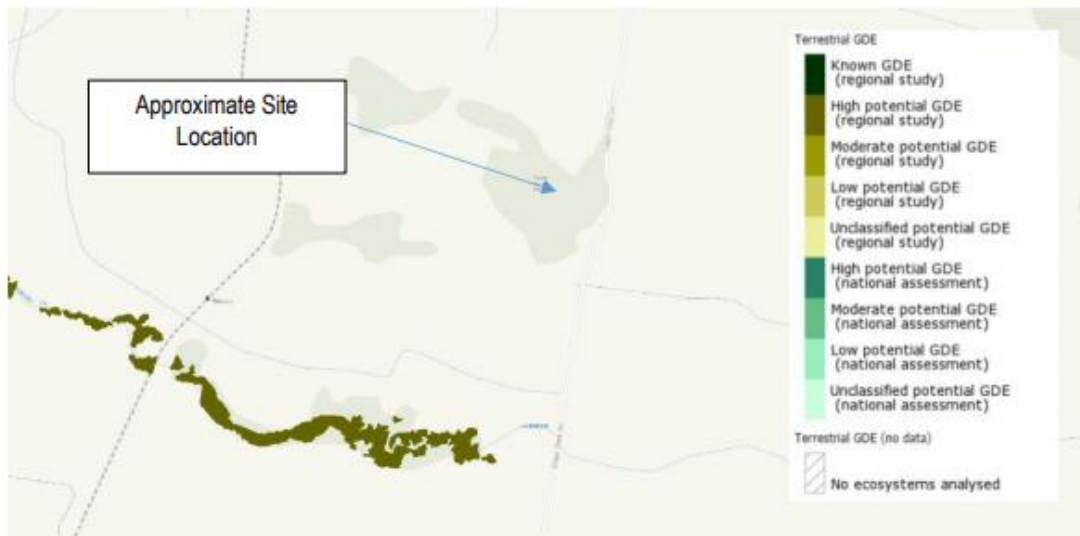 Approximate Site
Location
Terrestrial GDE
Known GDE
(regional study)
High potential GDE
(regional study)
Moderate potential GDE
(regional study)
Low potential GDE
(regional study)
Unclassified potential GDE
(regional study)
High potential GDE
(national assessment)
Moderate potential GDE
(national assessment)
Low potential GDE
(national assessment)
Unclassified potential GDE
(national assessment)
Terrestrial GDE (no data)
No ecosystems analysed